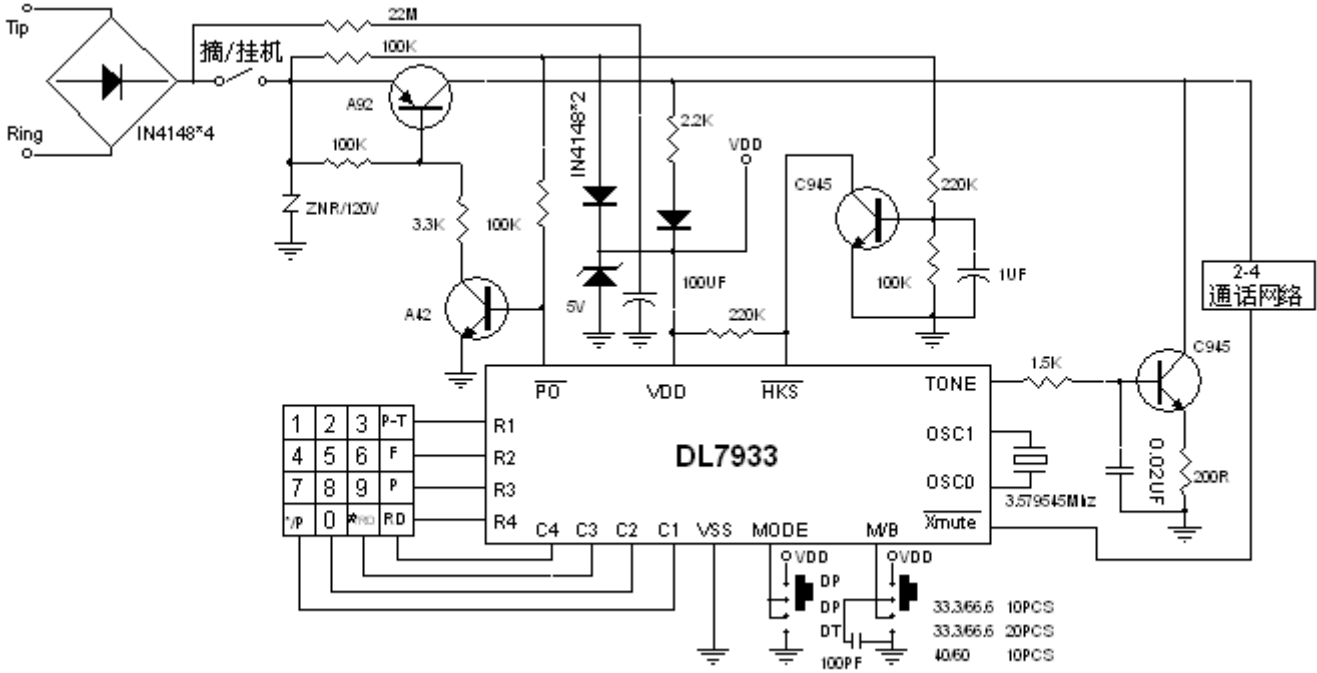 Tip
22M
摘/挂机
100K
A92
IN4148*2
2.2K
VDD
Ring
IN4148*4
100K
C945
220K
ZNR/120V
3.3K
100K
100K
1UF
2-4
通话网络
A42
5V
100UF
220K
C945
1.5K
PO
VDD
HKS
TONE
1
2
3
P-T
R1
OSC1
4
5
6
F
R2
DL7933
0.02UF
7
8
9
P
R3
OSCO
200R
3.579545Mhz
*/P
0
#RD
RD
R4
C4
C3
C2
C1
VSS
MODE
M/B
Xmute
VDD
VDD
DP
DP
33.3/66.6 10PCS
DT
33.3/66.6 20PCS
100PF
40/60 10PCS